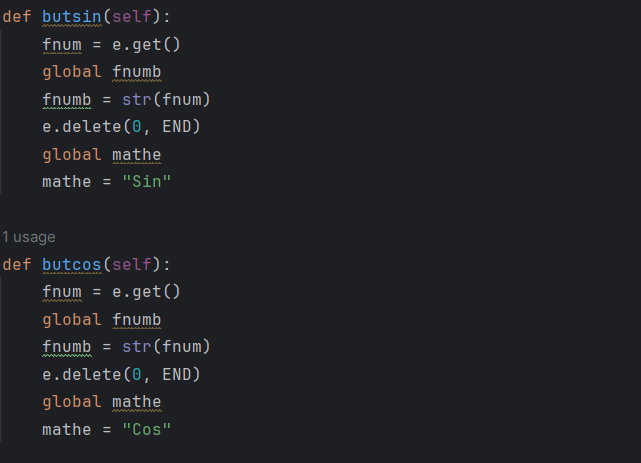 def butsin(self):
    fnum = e.get()
    global fnumb
    fnumb = str(fnum)
    e.delete(0, END)
    global mathe
    mathe = "Sin"
1 usage
def butcos(self):
    fnum = e.get()
    global fnumb
    fnumb = str(fnum)
    e.delete(0, END)
    global mathe
    mathe = "Cos"